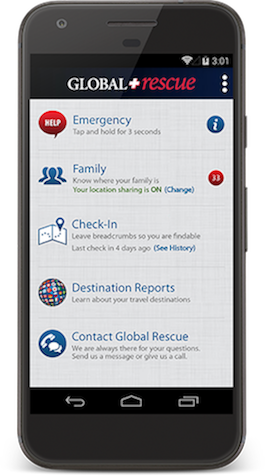 3:01
GLOBAL rescue
HELP
Emergency
Tap and hold for 3 seconds
i
Family
Know where your family is
Your location sharing is ON (Change)
33
Check-In
Leave breadcrumbs so you are findable
Last check in 4 days ago (See History)
Destination Reports
Learn about your travel destinations
Contact Global Rescue
We are always there for your questions.
Send us a message or give us a call.